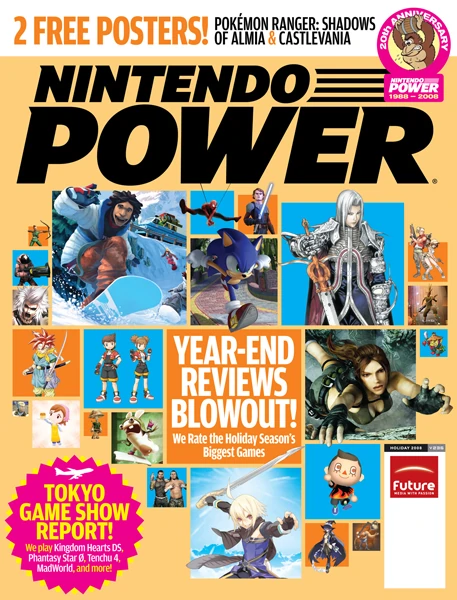 2 FREE POSTERS! POKÉMON RANGER: SHADOWS
OF ALMIA & CASTLEVANIA
20th ANNIVERSARY
NINTENDO
POWER
1988 – 2008
NINTENDO
POWER®
YEAR-END
REVIEWS
BLOWOUT!
We Rate the Holiday Season's
Biggest Games
TOKYO
GAME SHOW
REPORT!
We play Kingdom Hearts DS,
Phantasy Star Ø, Tenchu 4,
MadWorld, and more!
HOLIDAY 2008
Future
MEDIA WITH PASSION